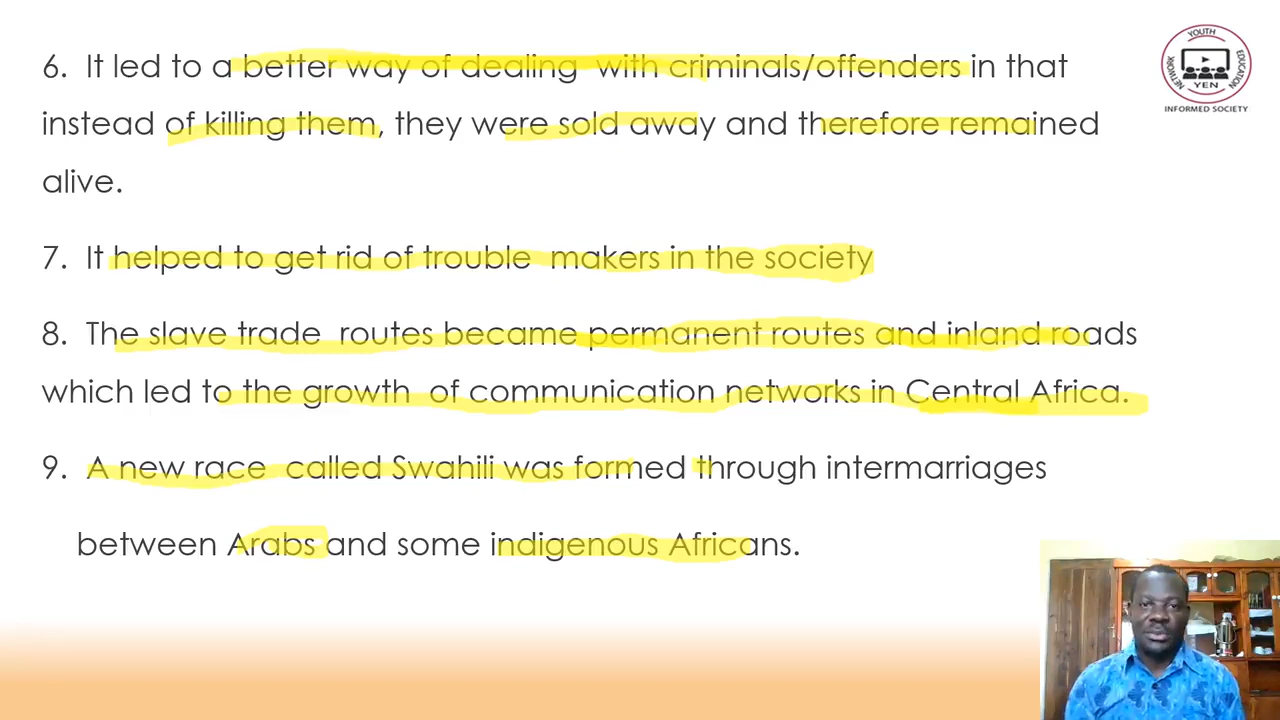 6. It led to a better way of dealing with criminals/offenders in that
instead of killing them, they were sold away and therefore remained
alive.
7. It helped to get rid of trouble makers in the society
8. The slave trade routes became permanent routes and inland roads
which led to the growth of communication networks in Central Africa.
9. A new race called Swahili was formed through intermarriages
between Arabs and some indigenous Africans.
YOUTH
EDUCATION
NETWORK
YEN
INFORMED SOCIETY